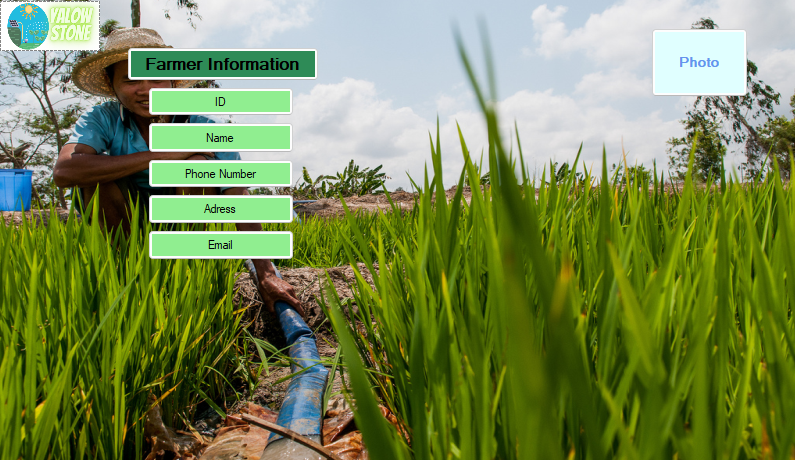 YALOW
STONE
Farmer Information
Photo
ID
Name
Phone Number
Adress
Email